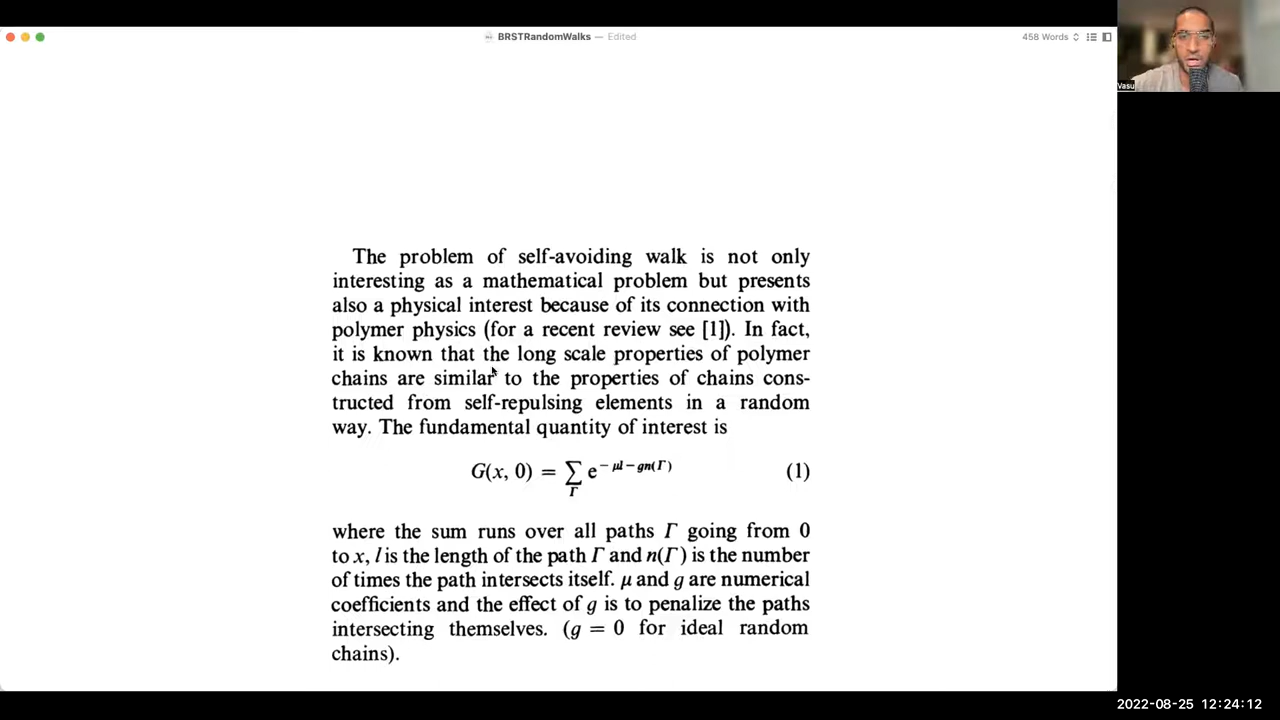 BRSTRandomWalks — Edited
458 Words
Vasu
The problem of self-avoiding walk is not only
interesting as a mathematical problem but presents
also a physical interest because of its connection with
polymer physics (for a recent review see [1]). In fact,
it is known that the long scale properties of polymer
chains are similar to the properties of chains cons-
tructed from self-repulsing elements in a random
way. The fundamental quantity of interest is
G(x, 0) = ∑_Γ e^{− μl − gn(Γ)} (1)
where the sum runs over all paths Γ going from 0
to x, l is the length of the path Γ and n(Γ) is the number
of times the path intersects itself. μ and g are numerical
coefficients and the effect of g is to penalize the paths
intersecting themselves. (g = 0 for ideal random
chains).
2022-08-25 12:24:12